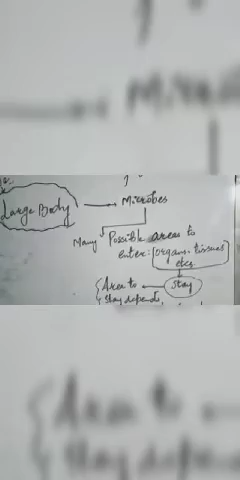 Large Body
Microbes
Many Possible areas to
enter: [organs, tissues
etc.]
Stay
{Area to
stay depends